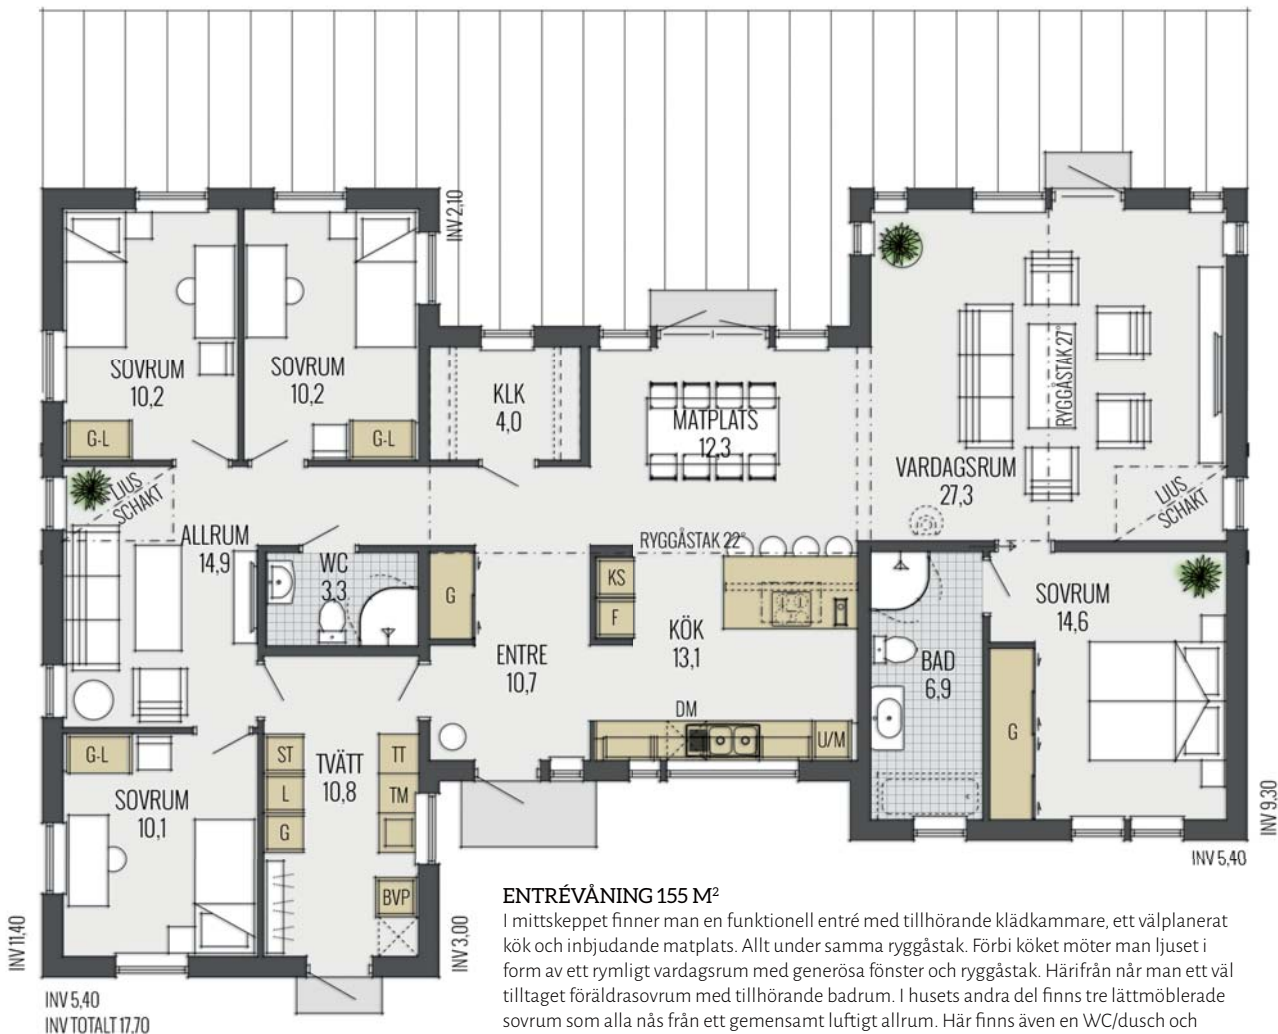 INV 2,10
SOVRUM
10,2
SOVRUM
10,2
G-L
G-L
KLK
4,0
MATPLATS
12,3
RYGGÅSTAK 27°
VARDAGSRUM
27,3
LJUS
SCHAKT
LJUS
SCHAKT
ALLRUM
14,9
WC
3,3
G
RYGGÅSTAK 22°
KS
F
KÖK
13,1
ENTRE
10,7
SOVRUM
14,6
BAD
6,9
G
DM
U/M
G-L
SOVRUM
10,1
ST
L
G
TVÄTT
10,8
TT
TM
BVP
INV 9,30
INV 5,40
INV 11,40
INV 3,00
INV 5,40
INV TOTALT 17,70
ENTRÉVÅNING 155 M²
I mittskeppet finner man en funktionell entré med tillhörande klädkammare, ett välplanerat
kök och inbjudande matplats. Allt under samma ryggåstak. Förbi köket möter man ljuset i
form av ett rymligt vardagsrum med generösa fönster och ryggåstak. Härifrån når man ett väl
tilltaget föräldrasovrum med tillhörande badrum. I husets andra del finns tre lättmöblerade
sovrum som alla nås från ett gemensamt luftigt allrum. Här finns även en WC/dusch och